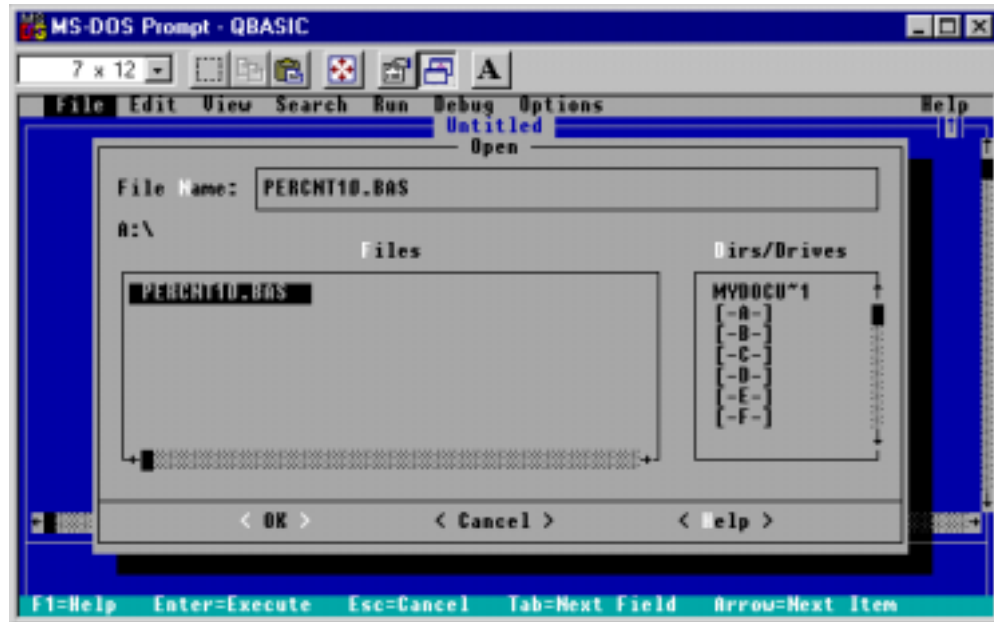 MS-DOS Prompt - QBASIC
7 x 12
A
File Edit View Search Run Debug Options Help
Untitled
Open
File Name: PERCNT10.BAS
A:\
Files Dirs/Drives
PERCNT10.BAS
MYDOCU~1
[-A-]
[-B-]
[-C-]
[-D-]
[-E-]
[-F-]
< OK > < Cancel > < Help >
F1=Help Enter=Execute Esc=Cancel Tab=Next Field Arrow=Next Item